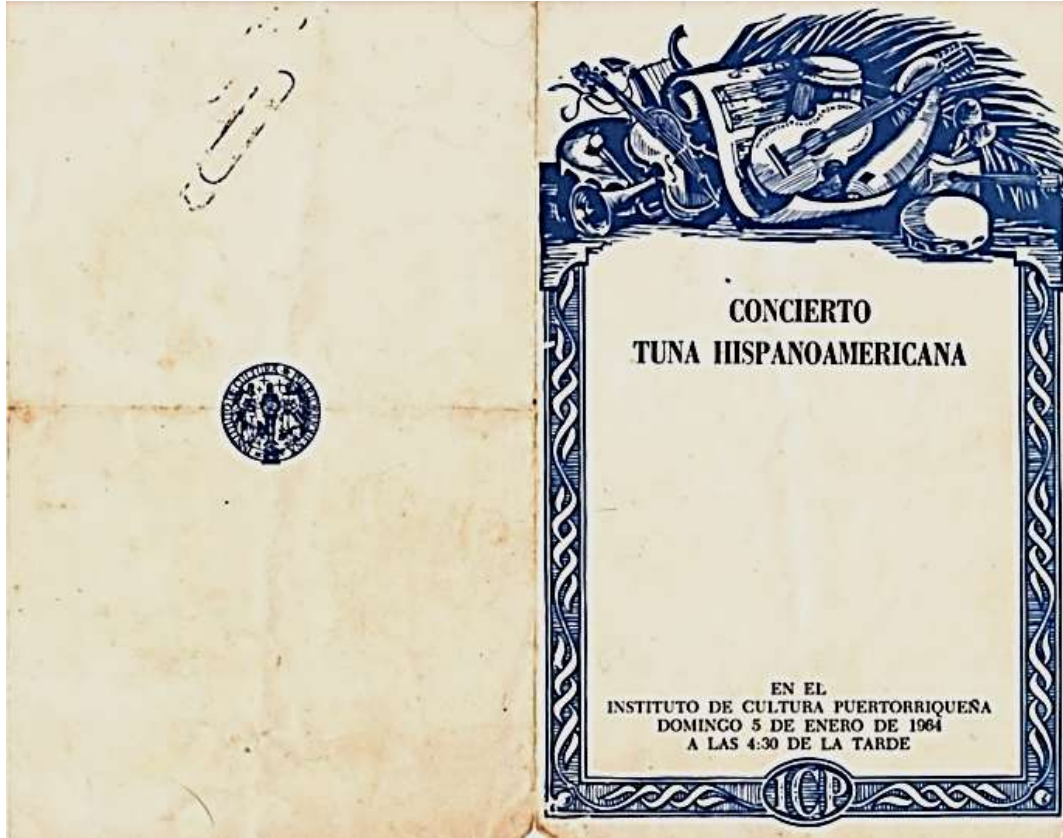 CONCIERTO
TUNA HISPANOAMERICANA
EN EL
INSTITUTO DE CULTURA PUERTORRIQUEÑA
DOMINGO 5 DE ENERO DE 1964
A LAS 4:30 DE LA TARDE
ICP